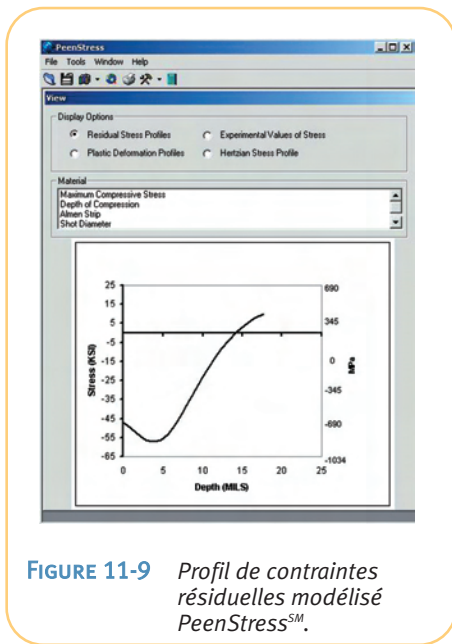 PeenStress
File Tools Window Help
View
Display Options
Residual Stress Profiles Experimental Values of Stress
Plastic Deformation Profiles Hertzian Stress Profile
Material
Maximum Compressive Stress
Depth of Compression
Almen Strip
Shot Diameter
25 690
15
5 345
-5
-15 0
-25
-35 -345
-45 -690
-55
-65 -1034
Stress (KSI)
MPa
0 5 10 15 20 25
Depth (MILS)
FIGURE 11-9 Profil de contraintes
résiduelles modélisé
PeenStress℠.